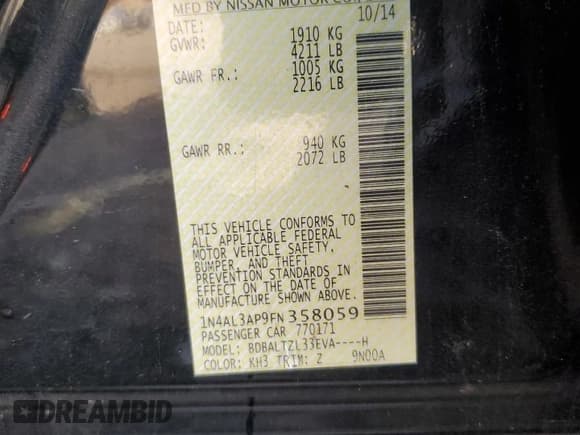 MFD BY NISSAN MOTOR CO.
DATE: 10/14
GVWR: 1910 KG
4211 LB
GAWR FR.: 1005 KG
2216 LB
GAWR RR.: 940 KG
2072 LB
THIS VEHICLE CONFORMS TO
ALL APPLICABLE FEDERAL
MOTOR VEHICLE SAFETY,
BUMPER, AND THEFT
PREVENTION STANDARDS IN
EFFECT ON THE DATE OF
MANUFACTURE SHOWN ABOVE.
1N4AL3AP9FN358059
PASSENGER CAR 770171
MODEL: BDBALTZL33EVA----H
COLOR: KH3 TRIM: Z 9N00A
DREAMBID